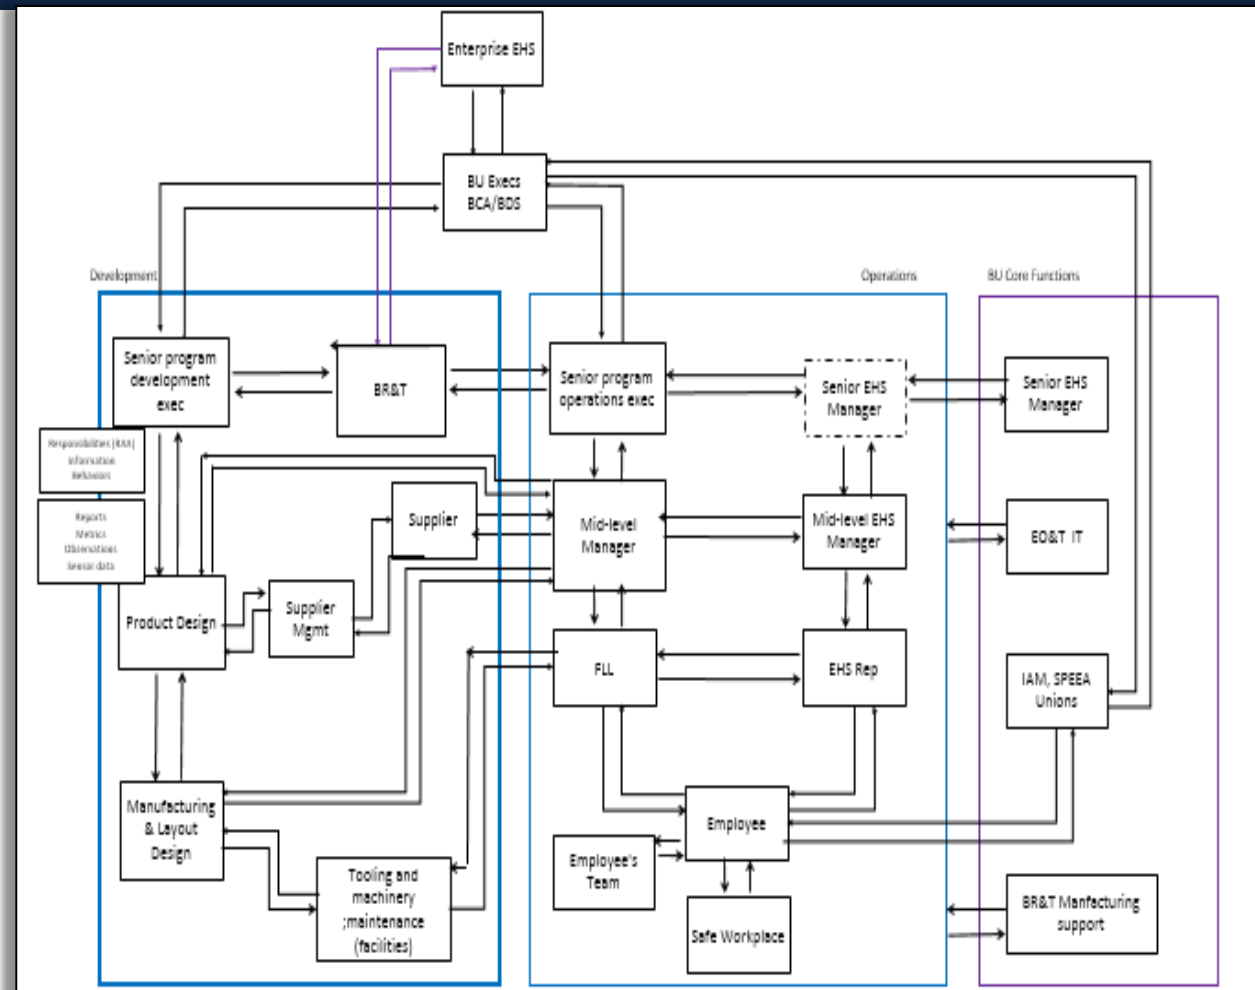 Enterprise EHS
BU Execs
BCA/BDS
Development
Operations
BU Core Functions
Senior program
development
exec
BR&T
Senior program
operations exec
Senior EHS
Manager
Senior EHS
Manager
Responsibilities (RAA)
Information
Behaviors
Reports
Metrics
Observations
Sensor data
Supplier
Mid-level
Manager
Mid-level EHS
Manager
EO&T IT
Product Design
Supplier
Mgmt
FLL
EHS Rep
IAM, SPEEA
Unions
Manufacturing
& Layout
Design
Employee
Employee's
Team
Tooling and
machinery
;maintenance
(facilities)
Safe Workplace
BR&T Manfacturing
support